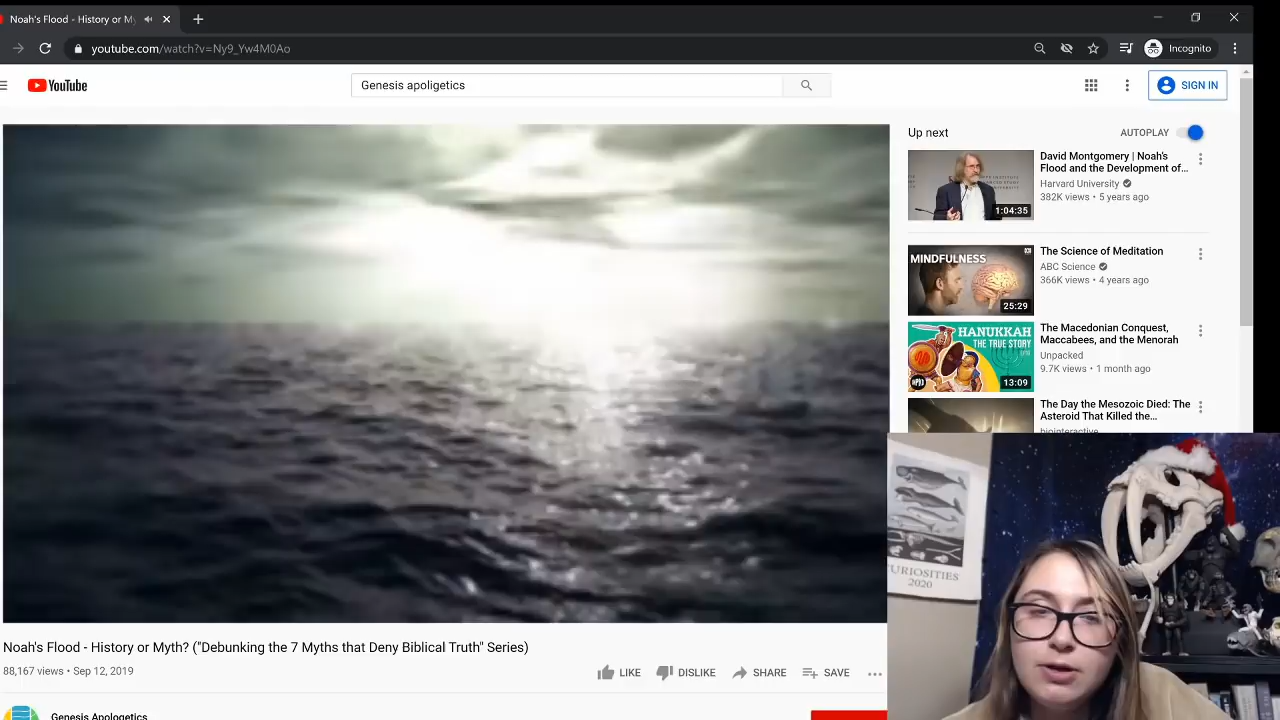 Noah's Flood - History or My
youtube.com/watch?v=Ny9_Yw4M0Ao
Incognito
YouTube
Genesis apoligetics
SIGN IN
Up next
AUTOPLAY
David Montgomery | Noah's
Flood and the Development of...
Harvard University
382K views • 5 years ago
1:04:35
MINDFULNESS
The Science of Meditation
ABC Science
366K views • 4 years ago
25:29
HANUKKAH
THE TRUE STORY
The Macedonian Conquest,
Maccabees, and the Menorah
Unpacked
9.7K views • 1 month ago
13:09
The Day the Mesozoic Died: The
Asteroid That Killed the...
biointeractive
CURIOSITIES
2020
Noah's Flood - History or Myth? ("Debunking the 7 Myths that Deny Biblical Truth" Series)
88,167 views • Sep 12, 2019
LIKE
DISLIKE
SHARE
SAVE
Genesis Apologetics